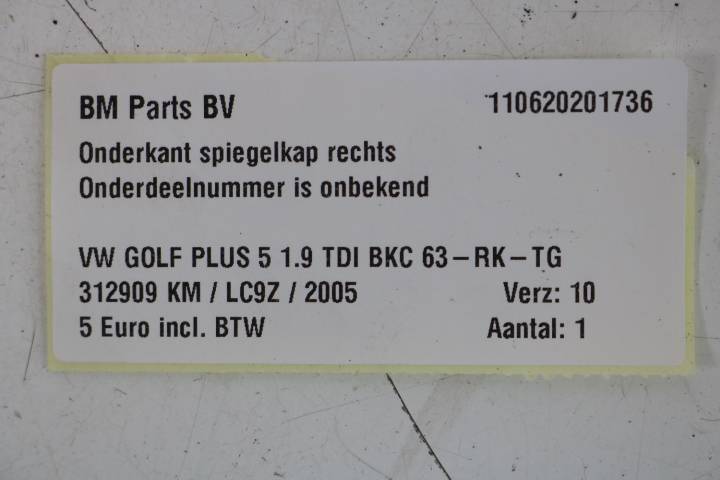 BM Parts BV 110620201736
Onderkant spiegelkap rechts
Onderdeelnummer is onbekend
VW GOLF PLUS 5 1.9 TDI BKC 63-RK-TG
312909 KM / LC9Z / 2005 Verz: 10
5 Euro incl. BTW Aantal: 1